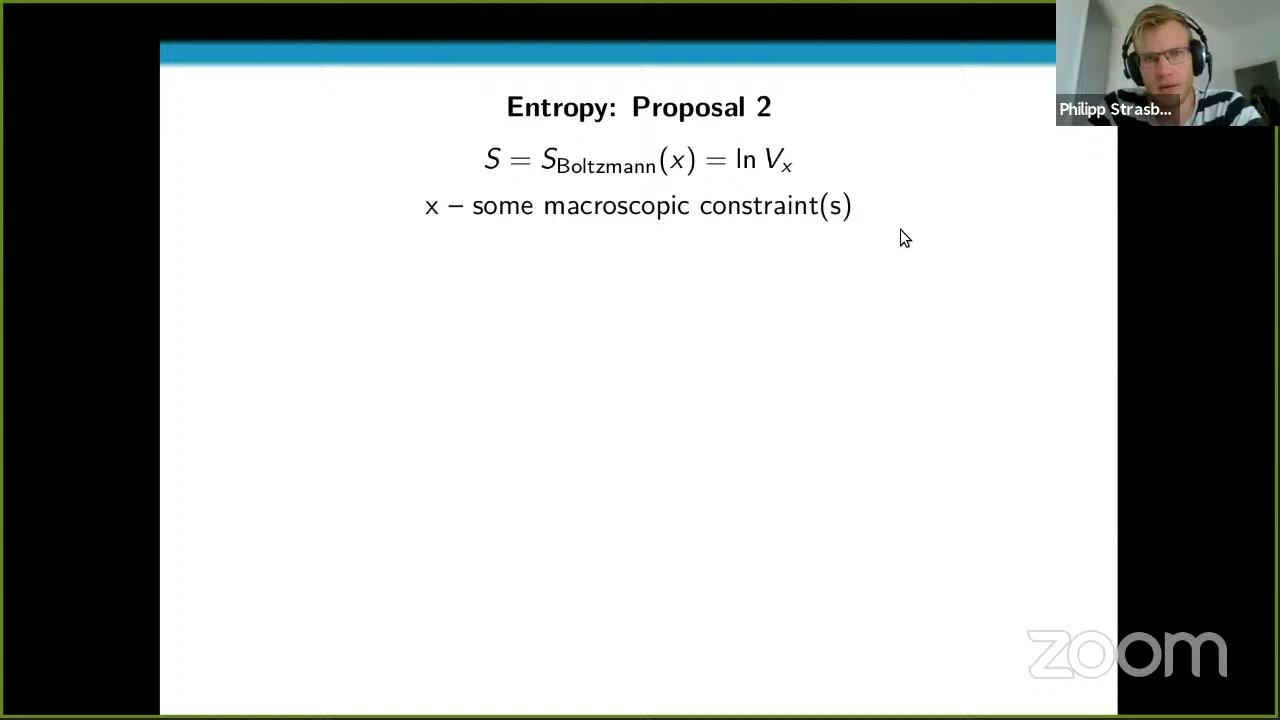 Entropy: Proposal 2
S = S_Boltzmann(x) = ln V_x
x – some macroscopic constraint(s)
Philipp Strasb...
zoom